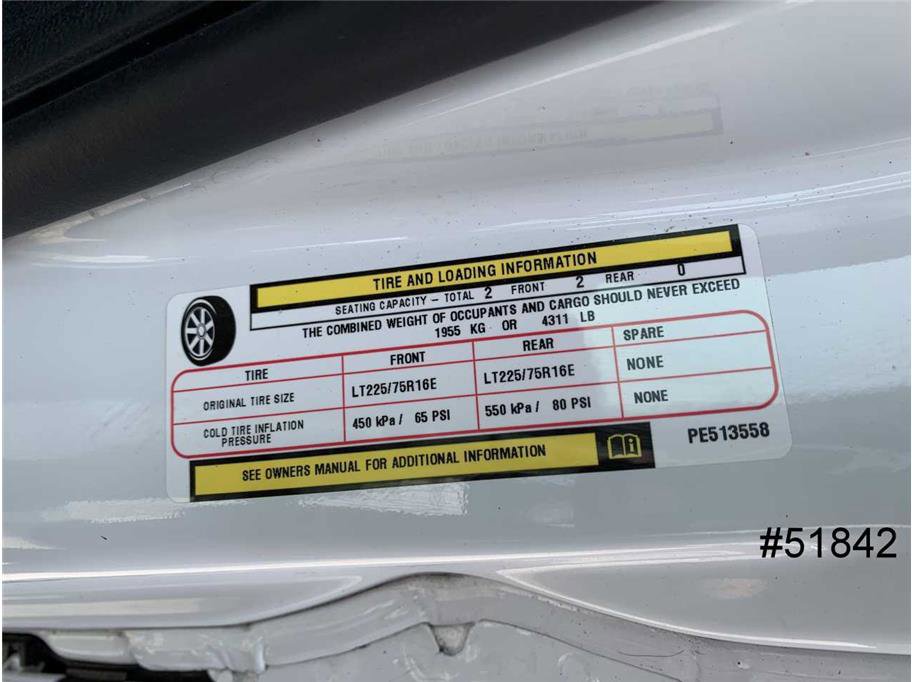 TIRE AND LOADING INFORMATION
SEATING CAPACITY – TOTAL 2 FRONT 2 REAR 0
THE COMBINED WEIGHT OF OCCUPANTS AND CARGO SHOULD NEVER EXCEED
1955 KG OR 4311 LB
TIRE FRONT REAR SPARE
ORIGINAL TIRE SIZE LT225/75R16E LT225/75R16E NONE
COLD TIRE INFLATION PRESSURE 450 kPa / 65 PSI 550 kPa / 80 PSI NONE
SEE OWNERS MANUAL FOR ADDITIONAL INFORMATION
PE513558
#51842